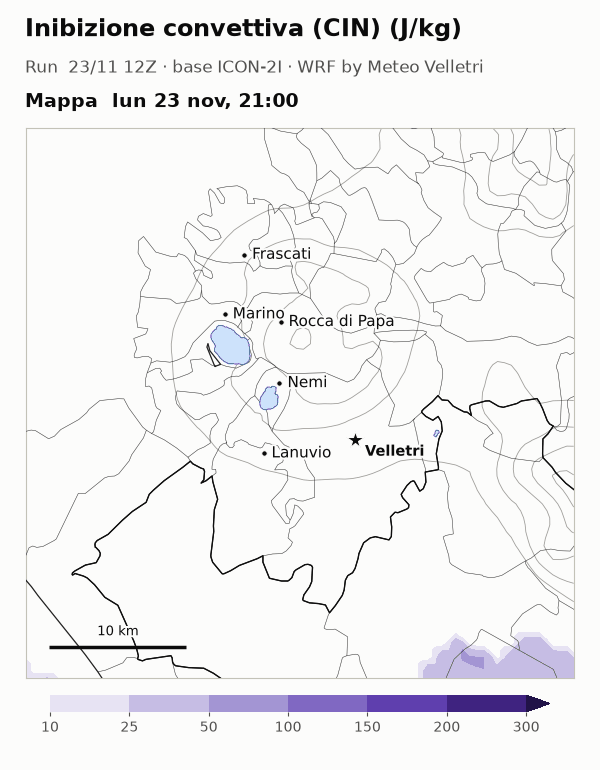 Inibizione convettiva (CIN) (J/kg)
Run  23/11 12Z · base ICON-2I · WRF by Meteo Velletri
Mappa  lun 23 nov, 21:00
Frascati
Marino
Rocca di Papa
Nemi
Velletri
Lanuvio
10 km
10 25 50 100 150 200 300